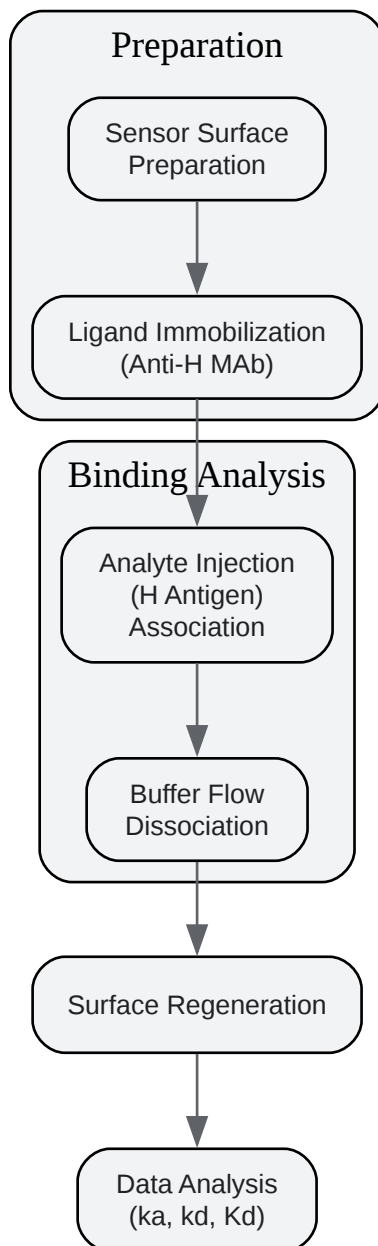 Preparation
Sensor Surface
Preparation
Ligand Immobilization
(Anti-H MAb)
Binding Analysis
Analyte Injection
(H Antigen)
Association
Buffer Flow
Dissociation
Surface Regeneration
Data Analysis
(ka, kd, Kd)